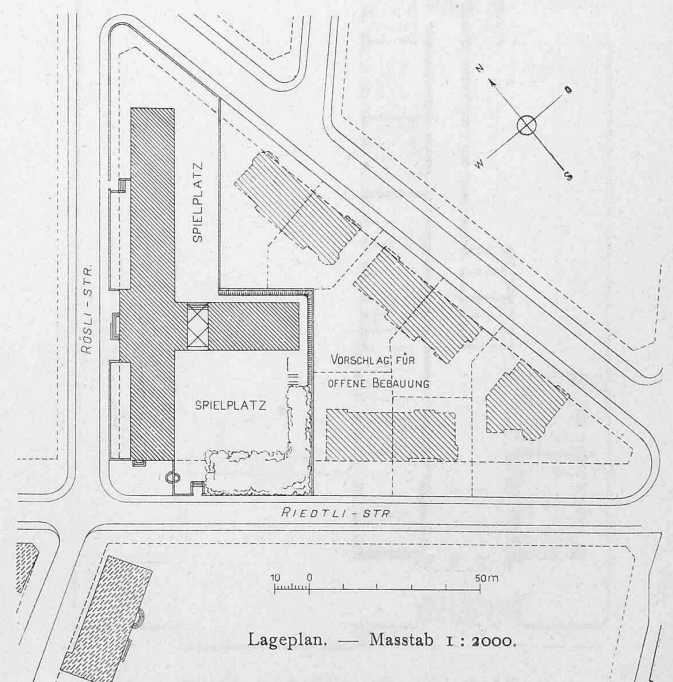 N
O
W
S
SPIELPLATZ
RÖSLI-STR.
VORSCHLAG FÜR
OFFENE BEBAUUNG
SPIELPLATZ
RIEDTLI-STR.
10 0 50m
Lageplan. — Masstab 1 : 2000.